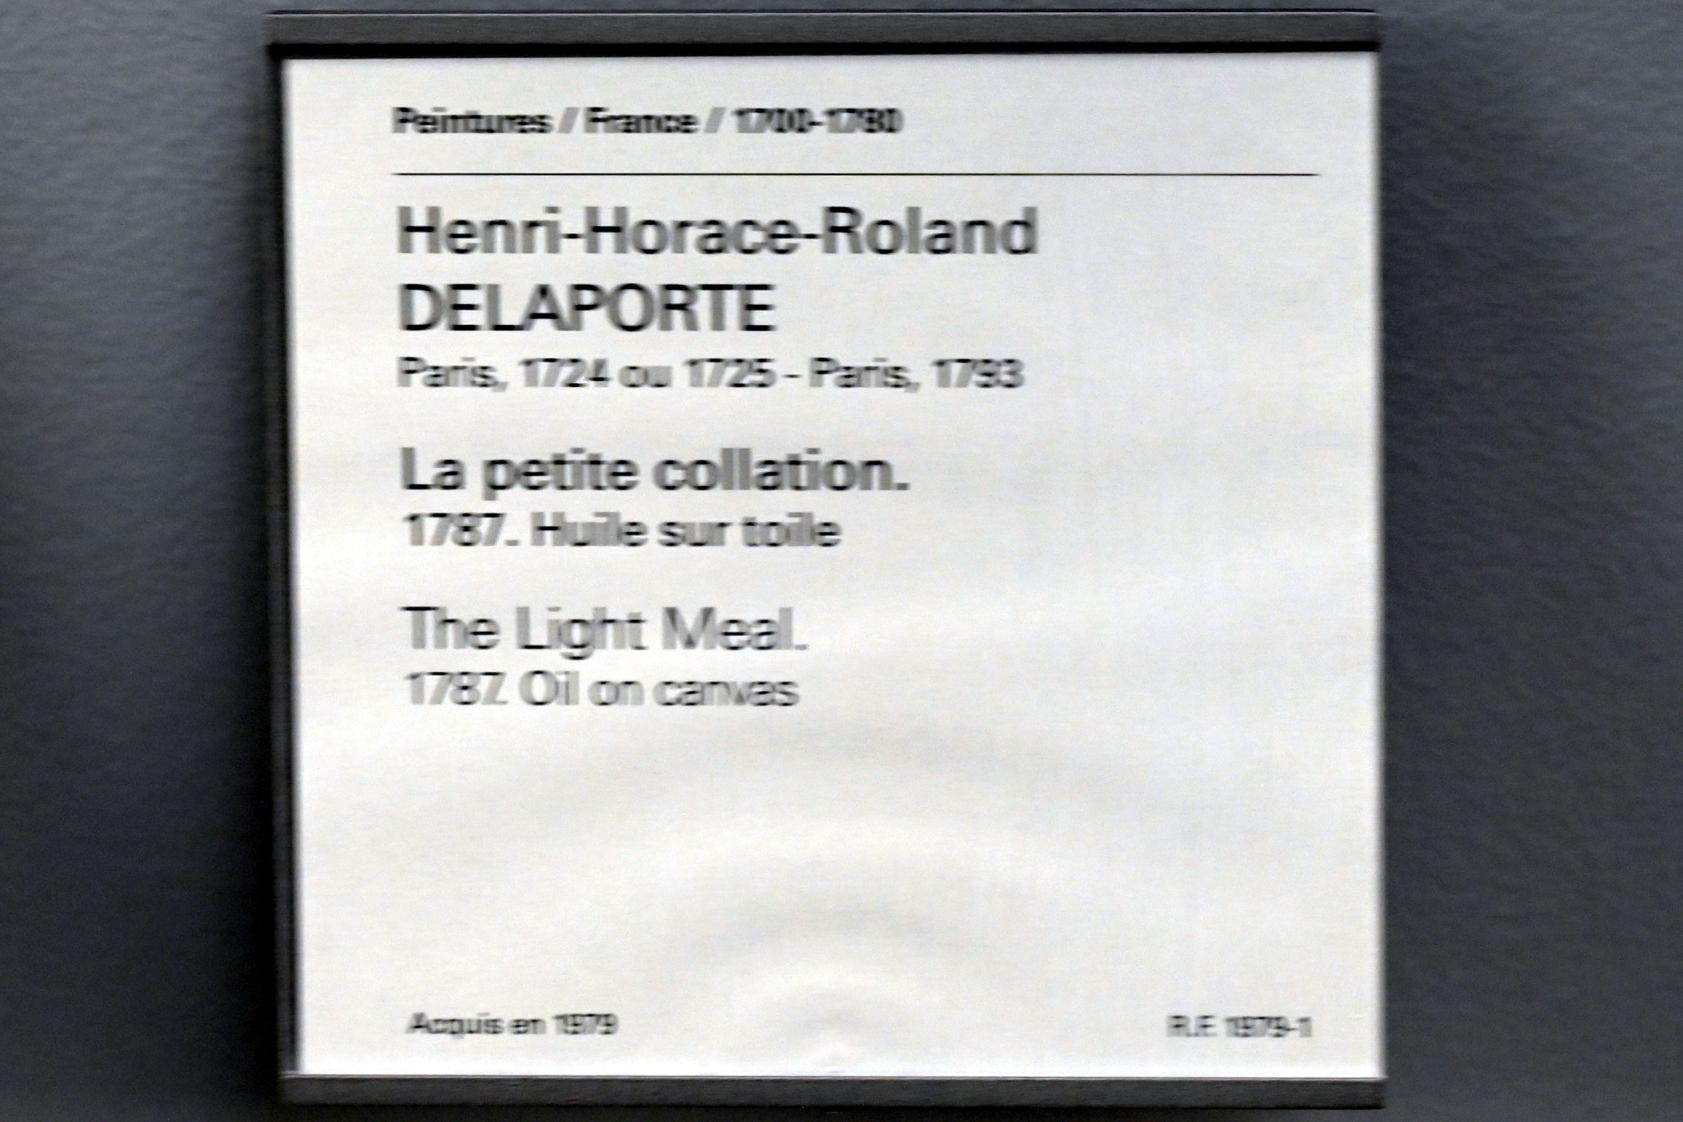 Peintures / France / 1700-1780
Henri-Horace-Roland
DELAPORTE
Paris, 1724 ou 1725 - Paris, 1793
La petite collation.
1787. Huile sur toile
The Light Meal.
1787. Oil on canvas
Acquis en 1979
R.F. 1979-1